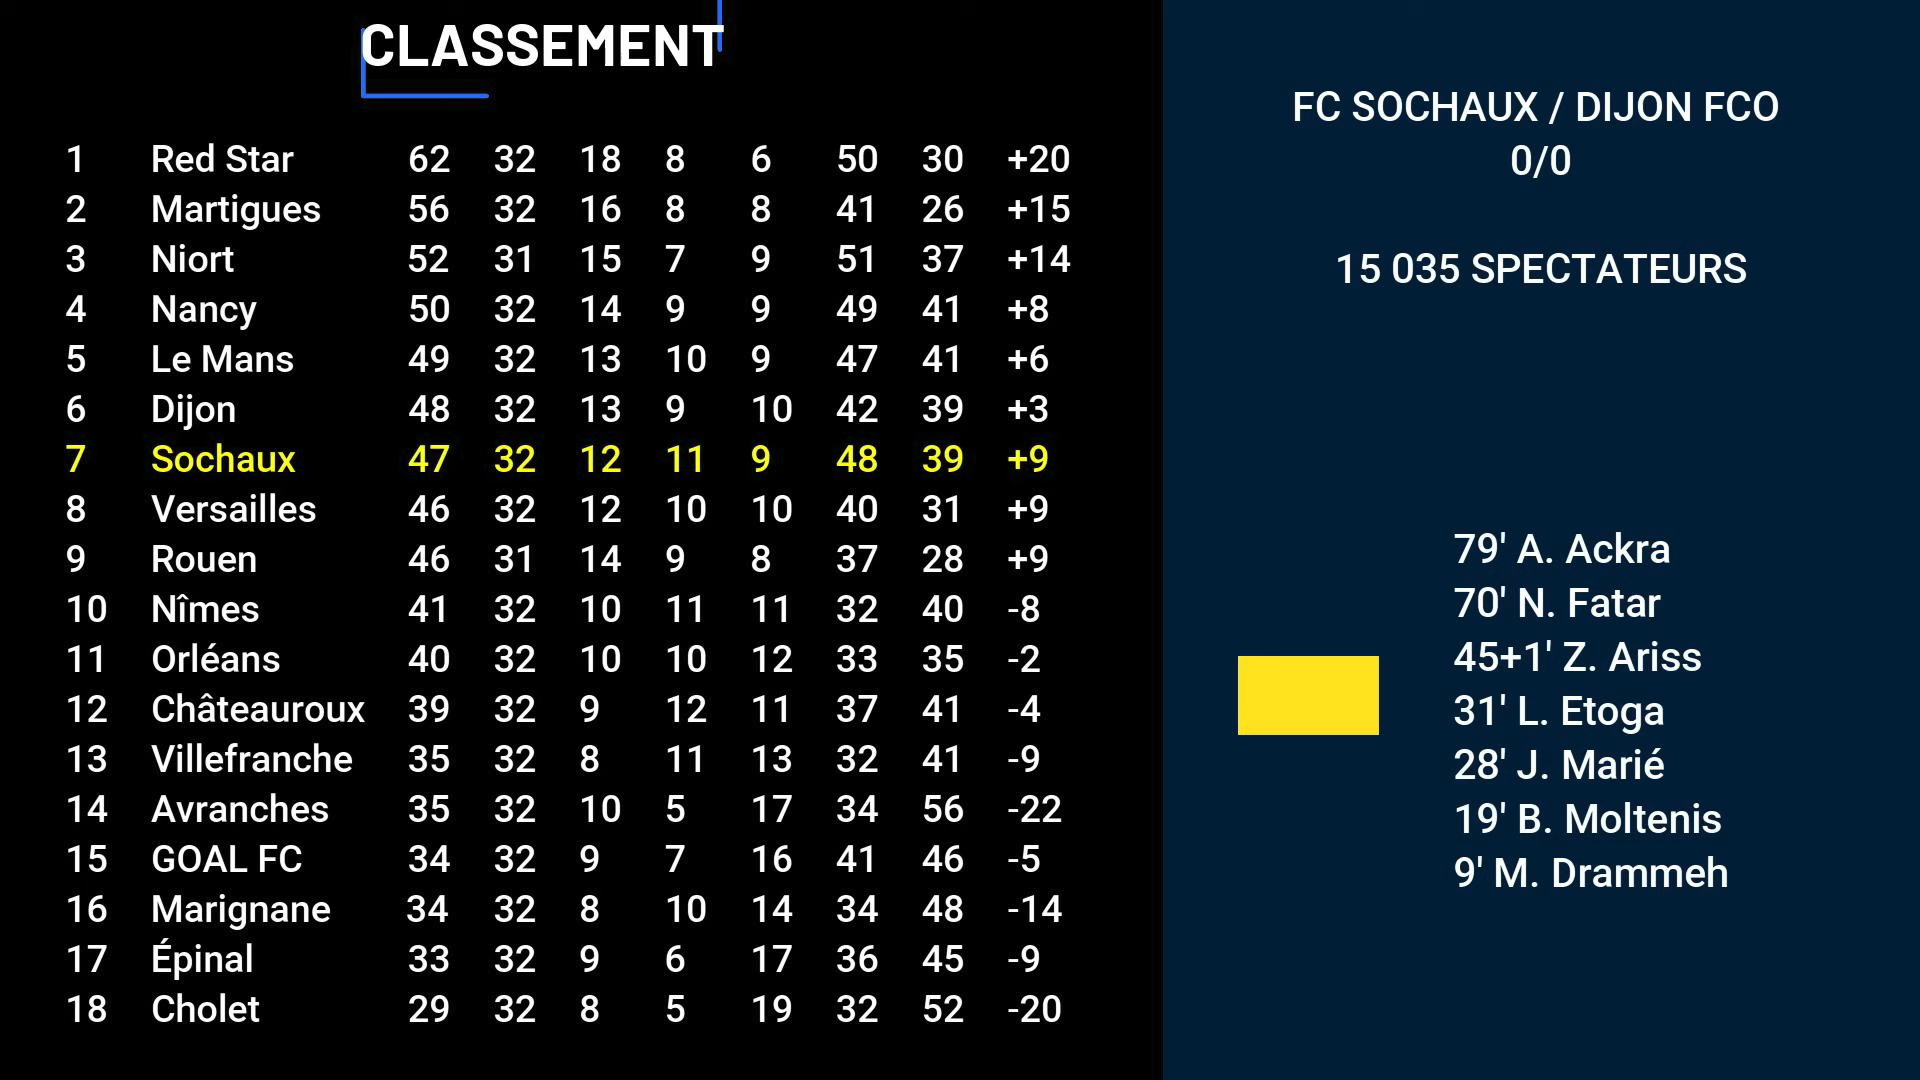 CLASSEMENT
1 Red Star 62 32 18 8 6 50 30 +20
2 Martigues 56 32 16 8 8 41 26 +15
3 Niort 52 31 15 7 9 51 37 +14
4 Nancy 50 32 14 9 9 49 41 +8
5 Le Mans 49 32 13 10 9 47 41 +6
6 Dijon 48 32 13 9 10 42 39 +3
7 Sochaux 47 32 12 11 9 48 39 +9
8 Versailles 46 32 12 10 10 40 31 +9
9 Rouen 46 31 14 9 8 37 28 +9
10 Nîmes 41 32 10 11 11 32 40 -8
11 Orléans 40 32 10 10 12 33 35 -2
12 Châteauroux 39 32 9 12 11 37 41 -4
13 Villefranche 35 32 8 11 13 32 41 -9
14 Avranches 35 32 10 5 17 34 56 -22
15 GOAL FC 34 32 9 7 16 41 46 -5
16 Marignane 34 32 8 10 14 34 48 -14
17 Épinal 33 32 9 6 17 36 45 -9
18 Cholet 29 32 8 5 19 32 52 -20
FC SOCHAUX / DIJON FCO
0/0
15 035 SPECTATEURS
79' A. Ackra
70' N. Fatar
45+1' Z. Ariss
31' L. Etoga
28' J. Marié
19' B. Moltenis
9' M. Drammeh